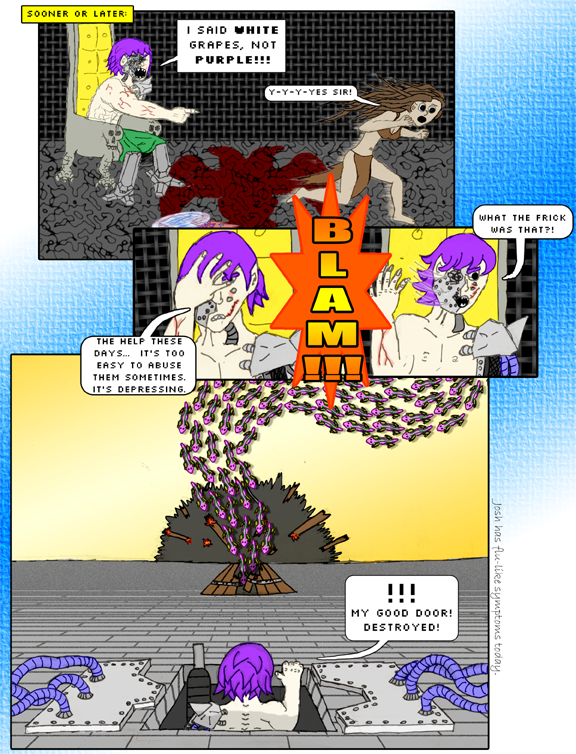 SOONER OR LATER:
I SAID WHITE
GRAPES, NOT
PURPLE!!!
Y-Y-Y-YES SIR!
WHAT THE FRICK
WAS THAT?!
BLAM!!!
THE HELP THESE
DAYS... IT'S TOO
EASY TO ABUSE
THEM SOMETIMES.
IT'S DEPRESSING.
!!!
MY GOOD DOOR!
DESTROYED!
Josh has flu-like symptoms today.